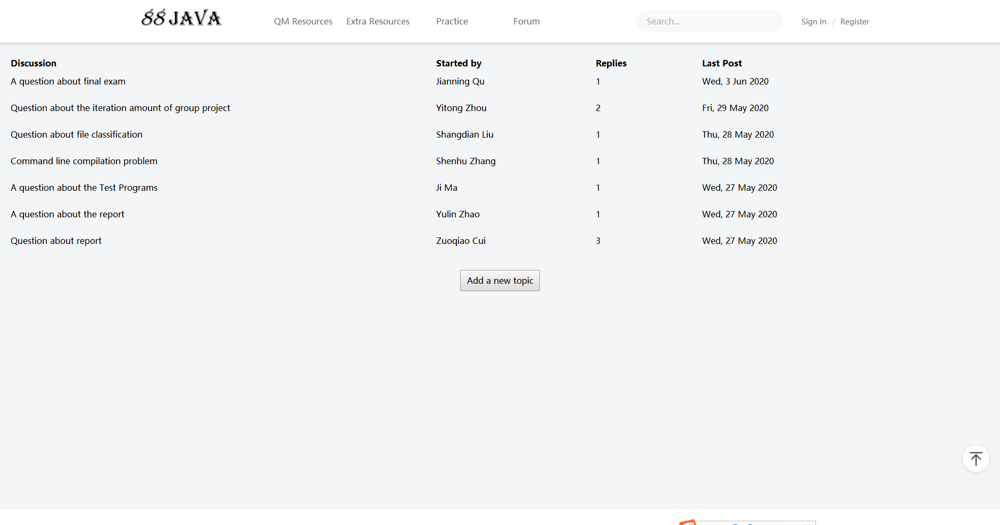 88 JAVA
QM Resources Extra Resources Practice Forum Search... Sign In / Register
Discussion Started by Replies Last Post
A question about final exam Jianning Qu 1 Wed, 3 Jun 2020
Question about the iteration amount of group project Yitong Zhou 2 Fri, 29 May 2020
Question about file classification Shangdian Liu 1 Thu, 28 May 2020
Command line compilation problem Shenhu Zhang 1 Thu, 28 May 2020
A question about the Test Programs Ji Ma 1 Wed, 27 May 2020
A question about the report Yulin Zhao 1 Wed, 27 May 2020
Question about report Zuoqiao Cui 3 Wed, 27 May 2020
Add a new topic